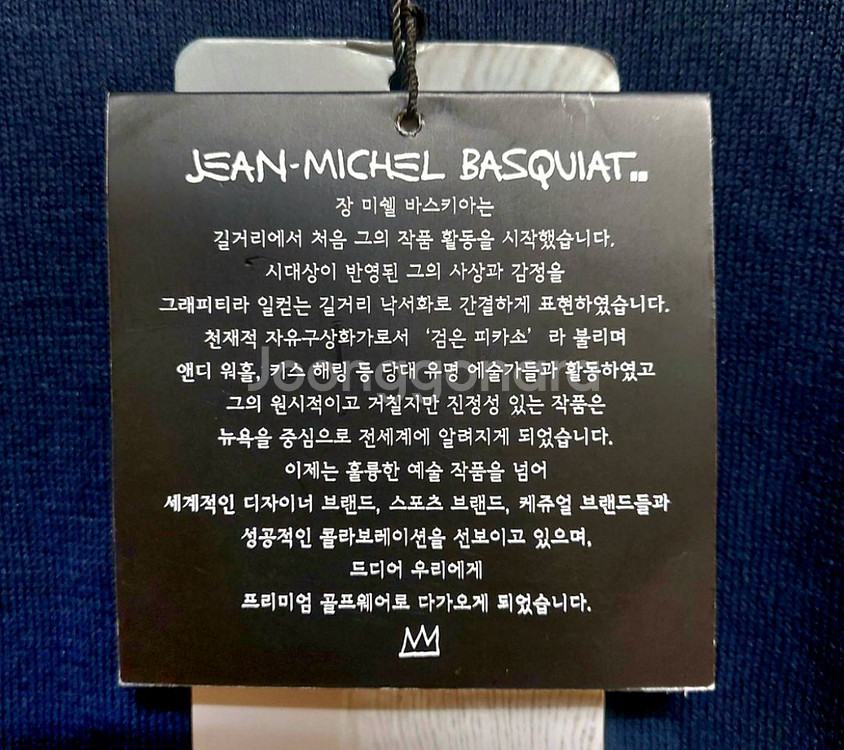 JEAN-MICHEL BASQUIAT..
장 미쉘 바스키아는
길거리에서 처음 그의 작품 활동을 시작했습니다.
시대상이 반영된 그의 사상과 감정을
그래피티라 일컫는 길거리 낙서화로 간결하게 표현하였습니다.
천재적 자유구상화가로서 ‘검은 피카소’ 라 불리며
앤디 워홀, 키스 해링 등 당대 유명 예술가들과 활동하였고
Joonggonara
그의 원시적이고 거칠지만 진정성 있는 작품은
뉴욕을 중심으로 전세계에 알려지게 되었습니다.
이제는 훌륭한 예술 작품을 넘어
세계적인 디자이너 브랜드, 스포츠 브랜드, 케쥬얼 브랜드들과
성공적인 콜라보레이션을 선보이고 있으며,
드디어 우리에게
프리미엄 골프웨어로 다가오게 되었습니다.